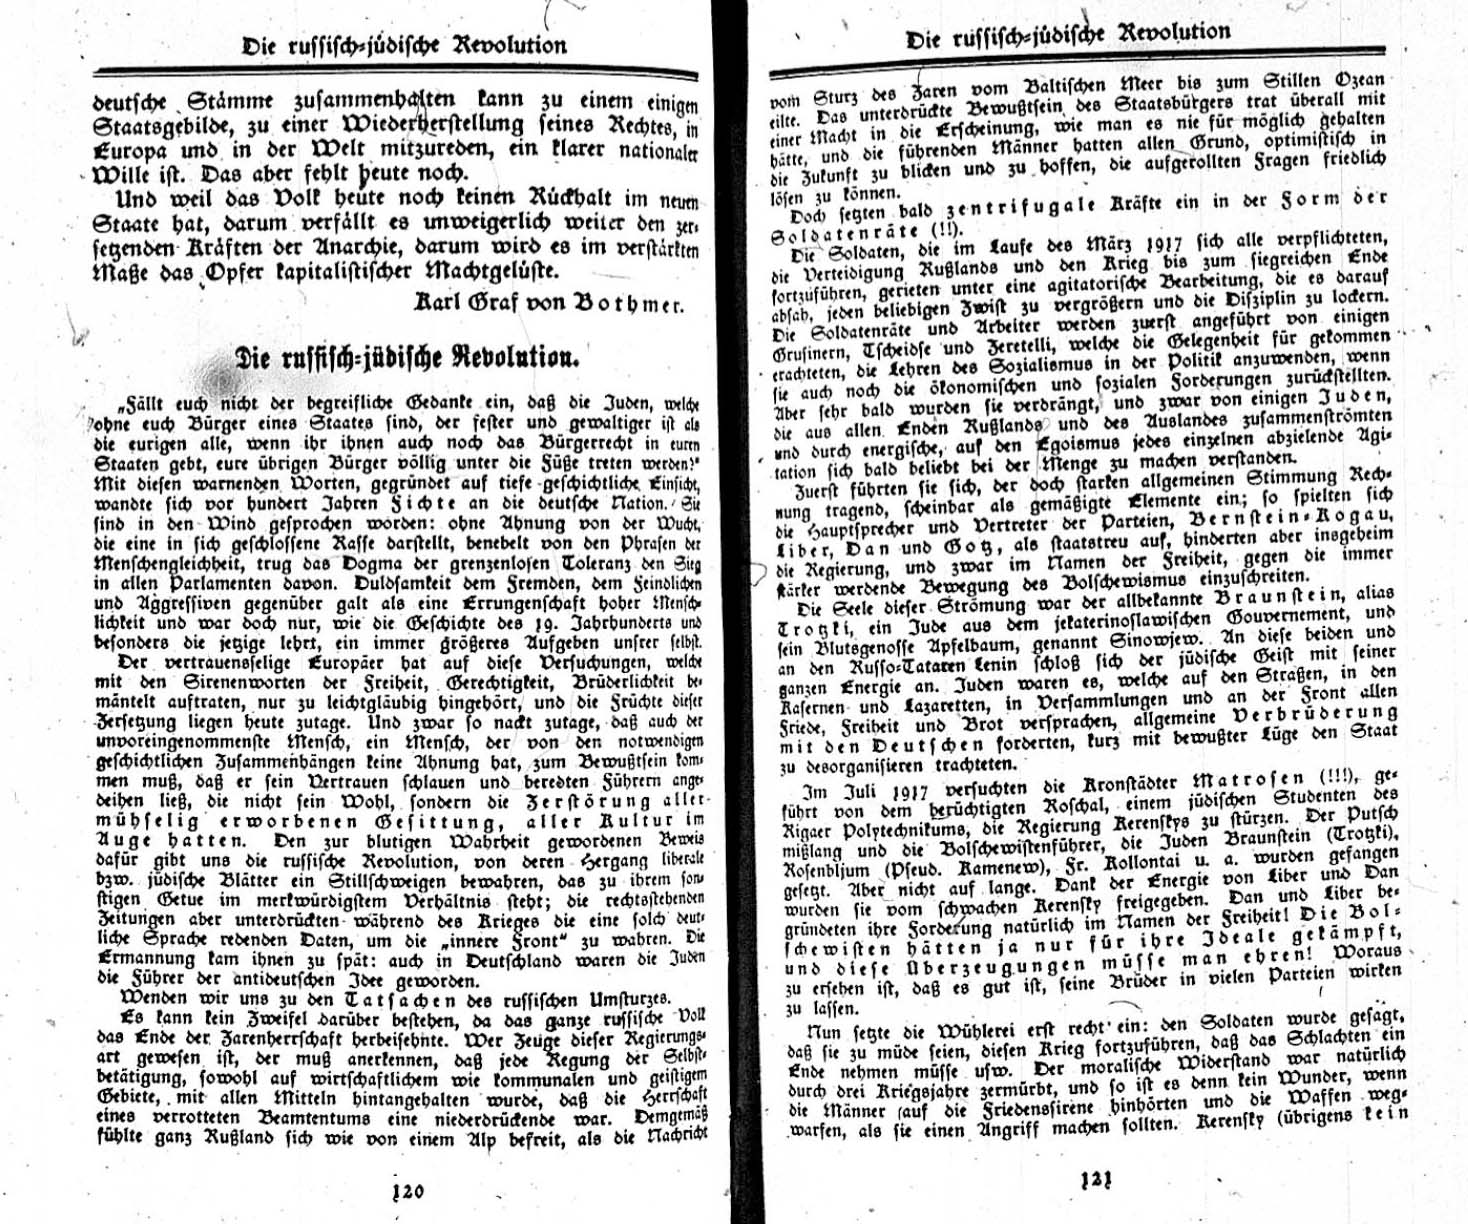 Die russisch-jüdische Revolution
deutsche Stämme zusammenhalten kann zu einem einigen
Staatsgebilde, zu einer Wiederherstellung seines Rechtes, in
Europa und in der Welt mitzureden, ein klarer nationaler
Wille ist. Das aber fehlt heute noch.
Und weil das Volk heute noch keinen Rückhalt im neuen
Staate hat, darum verfällt es unweigerlich weiter den zer-
setzenden Kräften der Anarchie, darum wird es im verstärkten
Maße das Opfer kapitalistischer Machtgelüste.
Karl Graf von Bothmer.
Die russisch-jüdische Revolution.
„Fällt euch nicht der begreifliche Gedanke ein, daß die Juden, welche
ohne euch Bürger eines Staates sind, der fester und gewaltiger ist als
die eurigen alle, wenn ihr ihnen auch noch das Bürgerrecht in euren
Staaten gebt, eure übrigen Bürger völlig unter die Füße treten werden?"
Mit diesen warnenden Worten, gegründet auf tiefe geschichtliche Einsicht,
wandte sich vor hundert Jahren Fichte an die deutsche Nation. Sie
sind in den Wind gesprochen worden: ohne Ahnung von der Wucht,
die eine in sich geschlossene Rasse darstellt, benebelt von den Phrasen der
Menschengleichheit, trug das Dogma der grenzenlosen Toleranz den Sieg
in allen Parlamenten davon. Duldsamkeit dem Fremden, dem Feindlichen
und Aggressiven gegenüber galt als eine Errungenschaft hoher Mensch-
lichkeit und war doch nur, wie die Geschichte des 19. Jahrhunderts und
besonders die jetzige lehrt, ein immer größeres Aufgeben unsrer selbst.
Der vertrauensselige Europäer hat auf diese Versuchungen, welche
mit den Sirenenworten der Freiheit, Gerechtigkeit, Brüderlichkeit be-
mäntelt auftraten, nur zu leichtgläubig hingehört, und die Früchte dieser
Zersetzung liegen heute zutage. Und zwar so nackt zutage, daß auch der
unvoreingenommenste Mensch, ein Mensch, der von den notwendigen
geschichtlichen Zusammenhängen keine Ahnung hat, zum Bewußtsein kom-
men muß, daß er sein Vertrauen schlauen und beredten Führern ange-
deihen ließ, die nicht sein Wohl, sondern die Zerstörung aller
mühselig erworbenen Gesittung, aller Kultur im
Auge hatten. Den zur blutigen Wahrheit gewordenen Beweis
dafür gibt uns die russische Revolution, von deren Hergang liberale
bzw. jüdische Blätter ein Stillschweigen bewahren, das zu ihrem son-
stigen Getue im merkwürdigstem Verhältnis steht; die rechtsstehenden
Zeitungen aber unterdrückten während des Krieges die eine solch deut-
liche Sprache redenden Daten, um die „innere Front" zu wahren. Die
Ermannung kam ihnen zu spät: auch in Deutschland waren die Juden
die Führer der antideutschen Idee geworden.
Wenden wir uns zu den Tatsachen des russischen Umsturzes.
Es kann kein Zweifel darüber bestehen, da das ganze russische Volk
das Ende der Zarenherrschaft herbeisehnte. Wer Zeuge dieser Regierungs-
art gewesen ist, der muß anerkennen, daß jede Regung der Selbst-
betätigung, sowohl auf wirtschaftlichem wie kommunalen und geistigem
Gebiete, mit allen Mitteln hintangehalten wurde, daß die Herrschaft
eines verrotteten Beamtentums eine niederdrückende war. Demgemäß
fühlte ganz Rußland sich wie von einem Alp befreit, als die Nachricht
120
Die russisch-jüdische Revolution
vom Sturz des Zaren vom Baltischen Meer bis zum Stillen Ozean
eilte. Das unterdrückte Bewußtsein des Staatsbürgers trat überall mit
einer Macht in die Erscheinung, wie man es nie für möglich gehalten
hätte, und die führenden Männer hatten allen Grund, optimistisch in
die Zukunft zu blicken und zu hoffen, die aufgerollten Fragen friedlich
lösen zu können.
Doch setzten bald zentrifugale Kräfte ein in der Form der
Soldatenräte (!!).
Die Soldaten, die im Laufe des März 1917 sich alle verpflichteten,
die Verteidigung Rußlands und den Krieg bis zum siegreichen Ende
fortzuführen, gerieten unter eine agitatorische Bearbeitung, die es darauf
absah, jeden beliebigen Zwist zu vergrößern und die Disziplin zu lockern.
Die Soldatenräte und Arbeiter werden zuerst angeführt von einigen
Grusinern, Tscheidse und Zeretelli, welche die Gelegenheit für gekommen
erachteten, die Lehren des Sozialismus in der Politik anzuwenden, wenn
sie auch noch die ökonomischen und sozialen Forderungen zurückstellten.
Aber sehr bald wurden sie verdrängt, und zwar von einigen Juden,
die aus allen Enden Rußlands und des Auslandes zusammenströmten
und durch energische, auf den Egoismus jedes einzelnen abzielende Agi-
tation sich bald beliebt bei der Menge zu machen verstanden.
Zuerst führten sie sich, der doch starken allgemeinen Stimmung Rech-
nung tragend, scheinbar als gemäßigte Elemente ein; so spielten sich
die Hauptsprecher und Vertreter der Parteien, Bernstein-Kogau,
Liber, Dan und Gotz, als staatstreu auf, hinderten aber insgeheim
die Regierung, und zwar im Namen der Freiheit, gegen die immer
stärker werdende Bewegung des Bolschewismus einzuschreiten.
Die Seele dieser Strömung war der allbekannte Braunstein, alias
Trotzki, ein Jude aus dem jekaterinoslawischen Gouvernement, und
sein Blutsgenosse Apfelbaum, genannt Sinowjew. An diese beiden und
an den Russo-Tataren Lenin schloß sich der jüdische Geist mit seiner
ganzen Energie an. Juden waren es, welche auf den Straßen, in den
Kasernen und Lazaretten, in Versammlungen und an der Front allen
Friede, Freiheit und Brot versprachen, allgemeine Verbrüderung
mit den Deutschen forderten, kurz mit bewußter Lüge den Staat
zu desorganisieren trachteten.
Im Juli 1917 versuchten die Kronstädter Matrosen (!!!), ge-
führt von dem berüchtigten Roschal, einem jüdischen Studenten des
Rigaer Polytechnikums, die Regierung Kerenskys zu stürzen. Der Putsch
mißlang und die Bolschewistenführer, die Juden Braunstein (Trotzki),
Rosenbljum (Pseud. Kamenew), Fr. Kollontai u. a. wurden gefangen
gesetzt. Aber nicht auf lange. Dank der Energie von Liber und Dan
wurden sie vom schwachen Kerensky freigegeben. Dan und Liber be-
gründeten ihre Forderung natürlich im Namen der Freiheit! Die Bol-
schewisten hätten ja nur für ihre Ideale gekämpft,
und diese Überzeugungen müsse man ehren! Woraus
zu ersehen ist, daß es gut ist, seine Brüder in vielen Parteien wirken
zu lassen.
Nun setzte die Wühlerei erst recht ein: den Soldaten wurde gesagt,
daß sie zu müde seien, diesen Krieg fortzuführen, daß das Schlachten ein
Ende nehmen müsse usw. Der moralische Widerstand war natürlich
durch drei Kriegsjahre zermürbt, und so ist es denn kein Wunder, wenn
die Männer auf die Friedenssirene hinhörten und die Waffen weg-
warfen, als sie einen Angriff machen sollten. Kerensky (übrigens kein
121